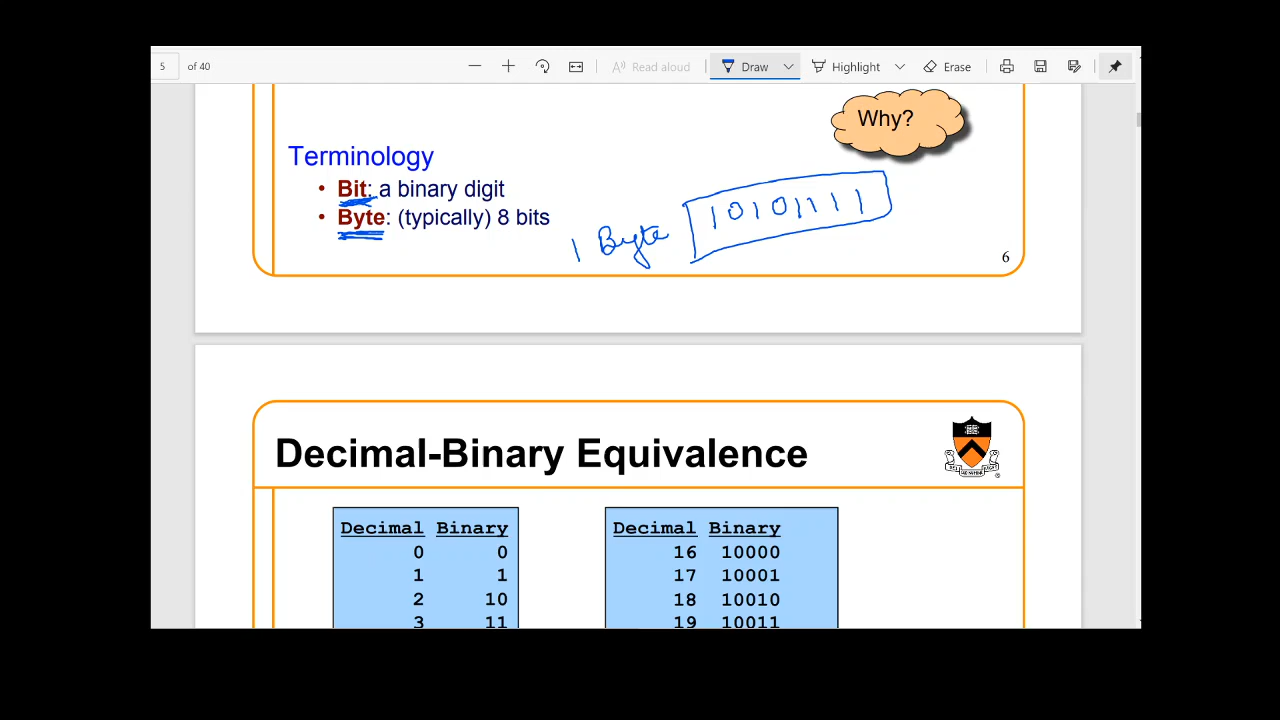 5 of 40 Read aloud Draw Highlight Erase
Why?
Terminology
• Bit: a binary digit
• Byte: (typically) 8 bits
1 Byte 10101111
6
Decimal-Binary Equivalence
Decimal Binary
0 0
1 1
2 10
3 11
Decimal Binary
16 10000
17 10001
18 10010
19 10011